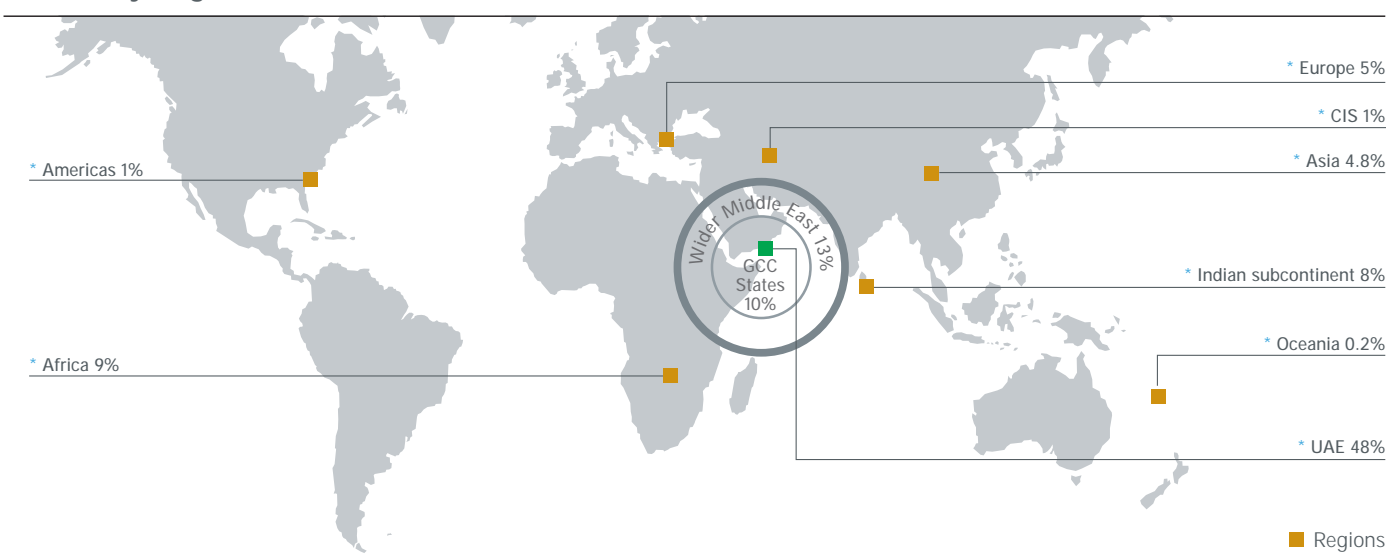 * Europe 5%
* CIS 1%
* Asia 4.8%
* Americas 1%
Wider Middle East 13%
GCC
States
10%
* Indian subcontinent 8%
* Oceania 0.2%
* Africa 9%
* UAE 48%
Regions